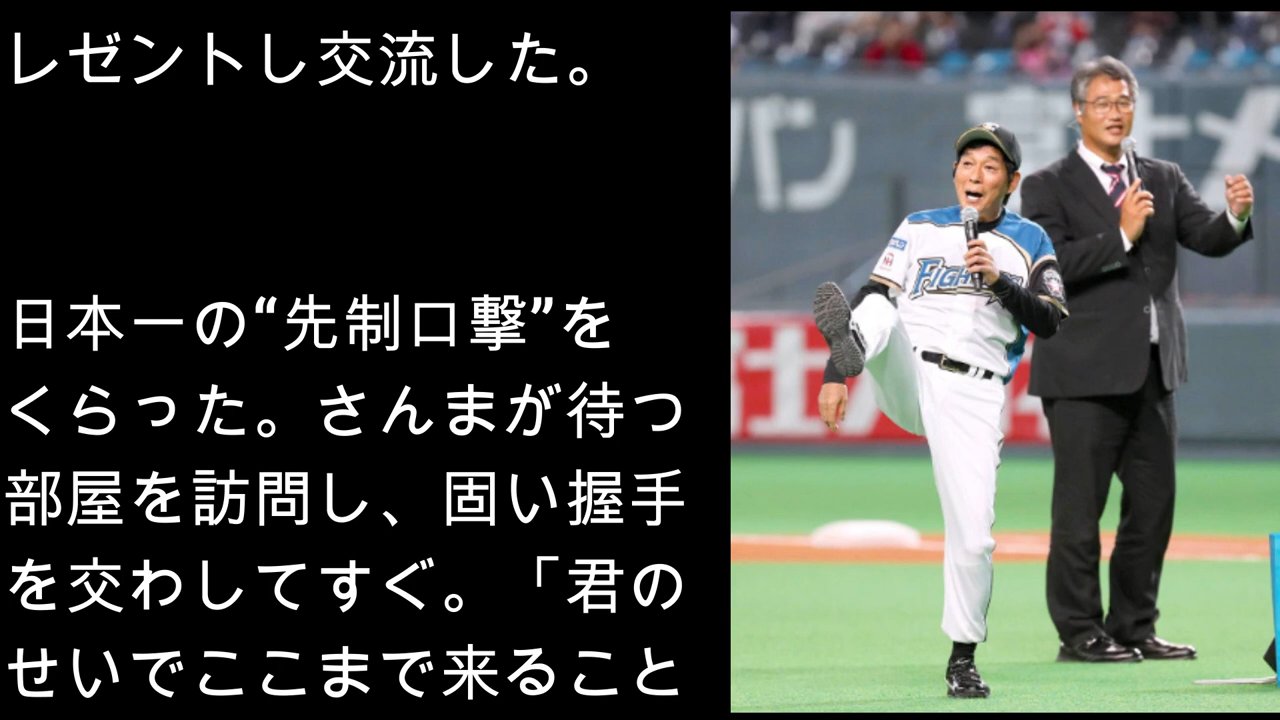 レゼントし交流した。
日本一の“先制口撃”を
くらった。さんまが待つ
部屋を訪問し、固い握手
を交わしてすぐ。「君の
せいでここまで来ること